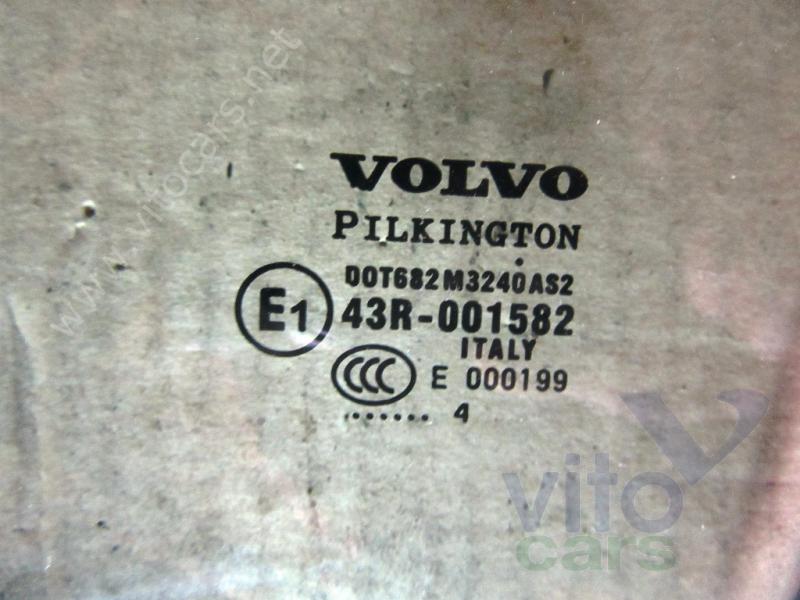 www.vitocars.net
VOLVO
PILKINGTON
DOT682M3240AS2
E1
43R-001582
ITALY
CCC E 000199
....... 4
vito
cars